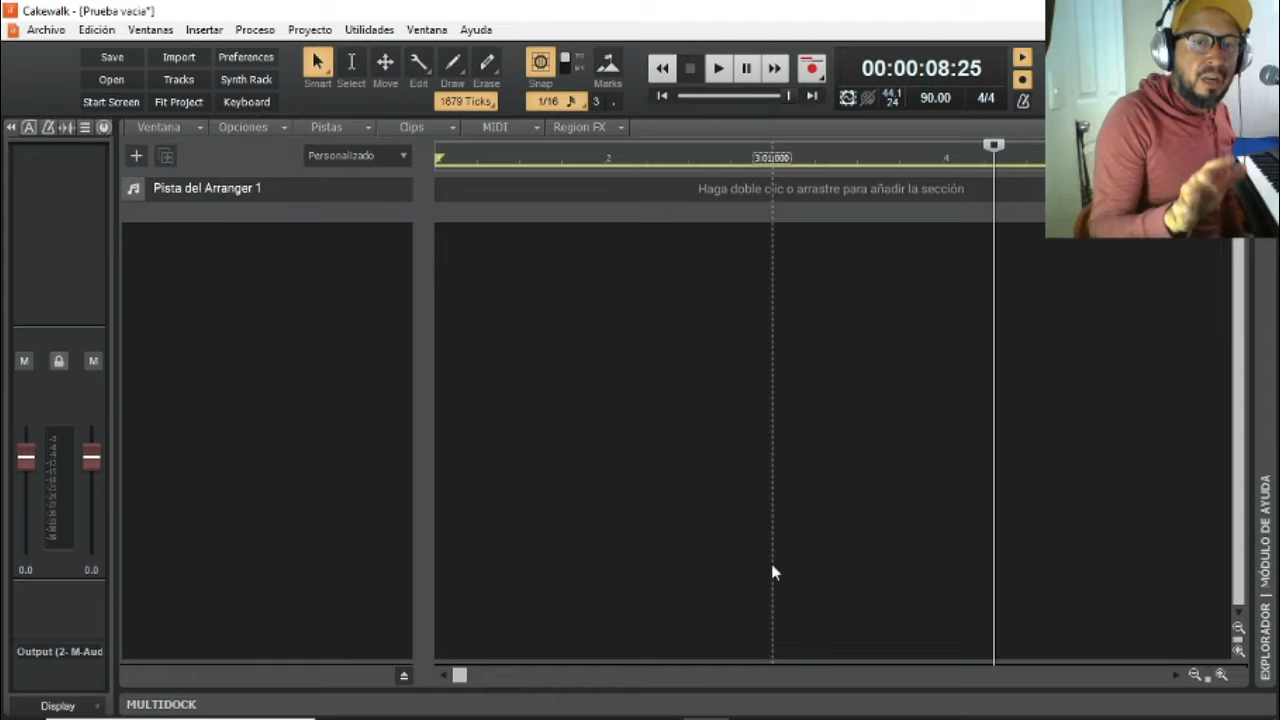 Cakewalk - [Prueba vacia*]
Archivo Edición Ventanas Insertar Proceso Proyecto Utilidades Ventana Ayuda
Save Import Preferences
Open Tracks Synth Rack
Start Screen Fit Project Keyboard
Smart Select Move Edit Draw Erase Snap Marks
TO
BY
1879 Ticks 1/16 3
00:00:08:25
44.1
24
90.00 4/4
Ventana Opciones Pistas Clips MIDI Region FX
Personalizado
2 3:01:000 4
Pista del Arranger 1
Haga doble clic o arrastre para añadir la sección
M M
0.0 0.0
Output (2- M-Aud
Display
MULTIDOCK
EXPLORADOR | MÓDULO DE AYUDA